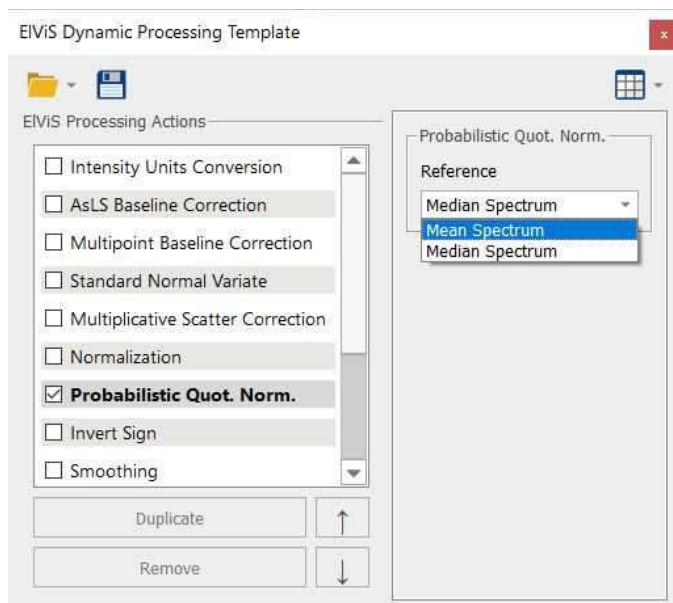 ElViS Dynamic Processing Template
x
ElViS Processing Actions
Intensity Units Conversion
AsLS Baseline Correction
Multipoint Baseline Correction
Standard Normal Variate
Multiplicative Scatter Correction
Normalization
Probabilistic Quot. Norm.
Invert Sign
Smoothing
Duplicate
Remove
Probabilistic Quot. Norm.
Reference
Median Spectrum
Mean Spectrum
Median Spectrum